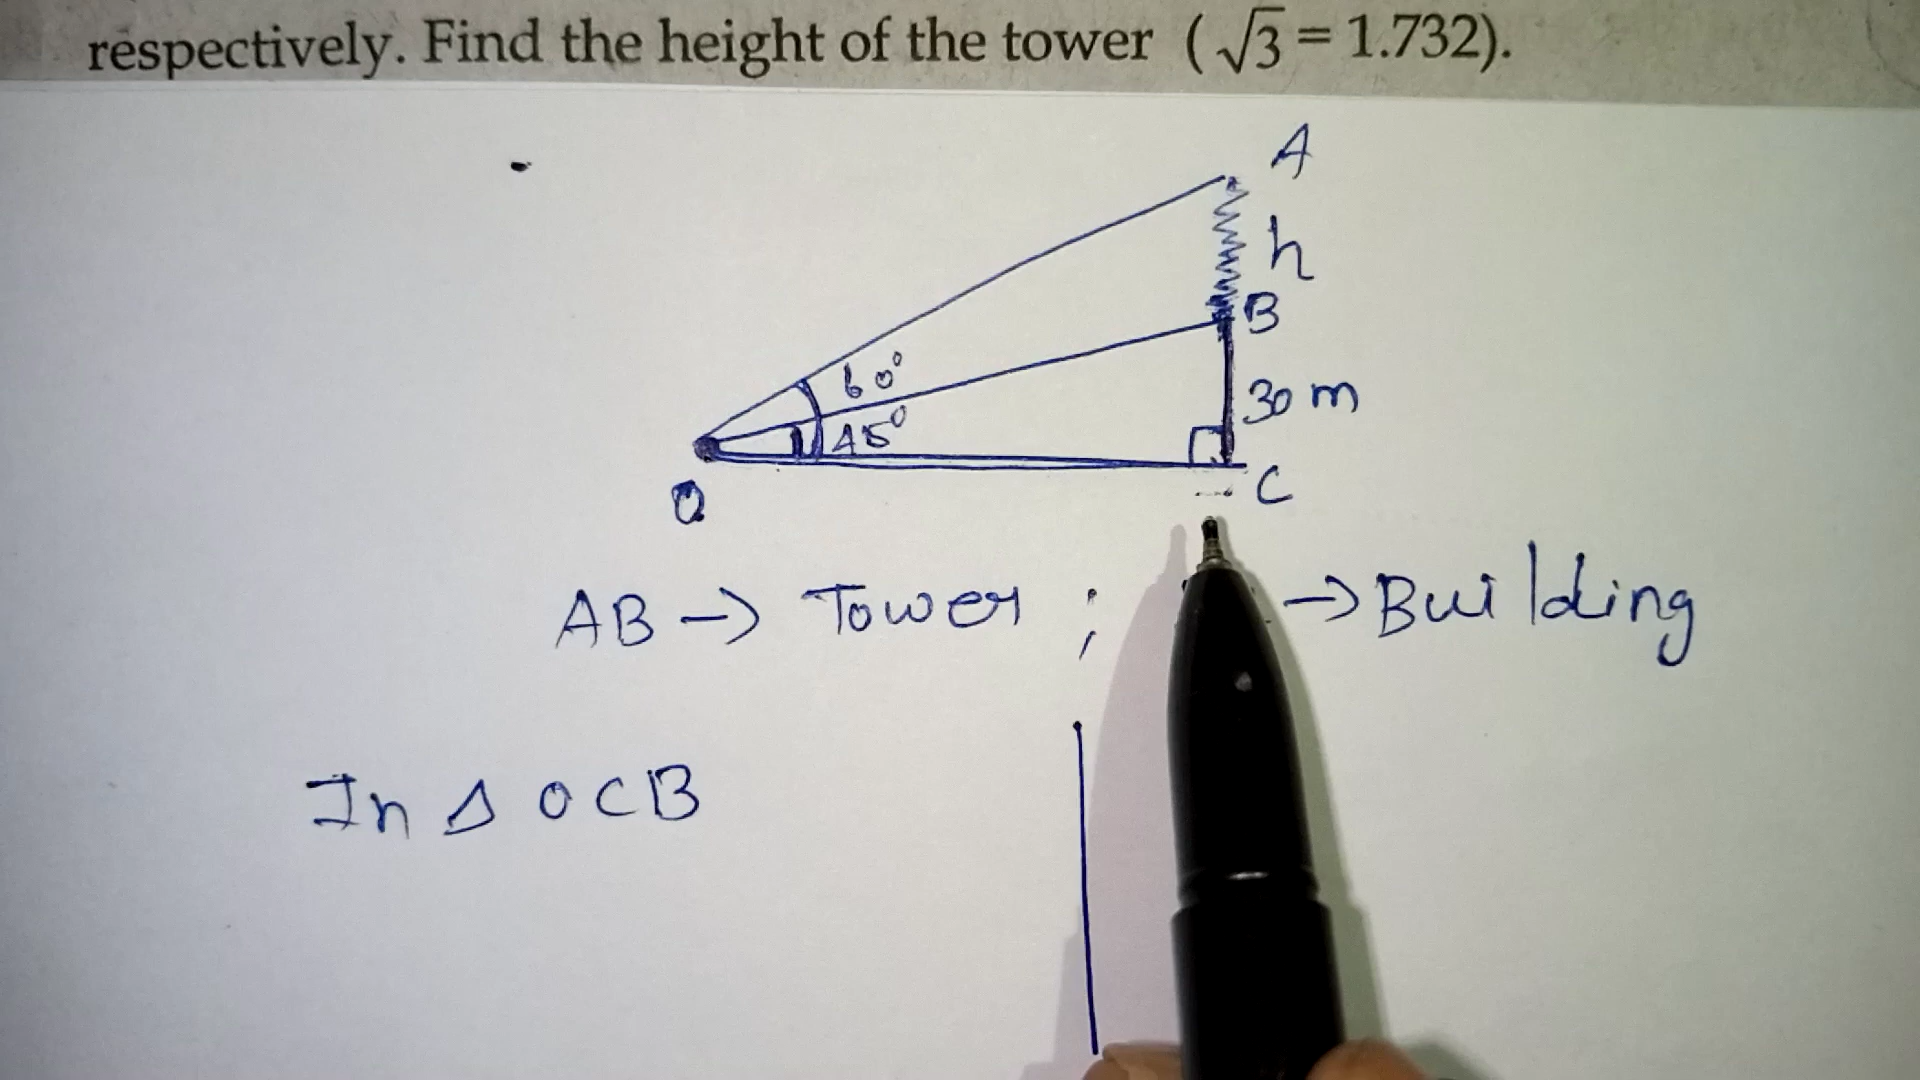 respectively. Find the height of the tower (√3 = 1.732).
A
h
B
60°
30 m
45°
O
C
AB → Tower ; → Building
In Δ OCB